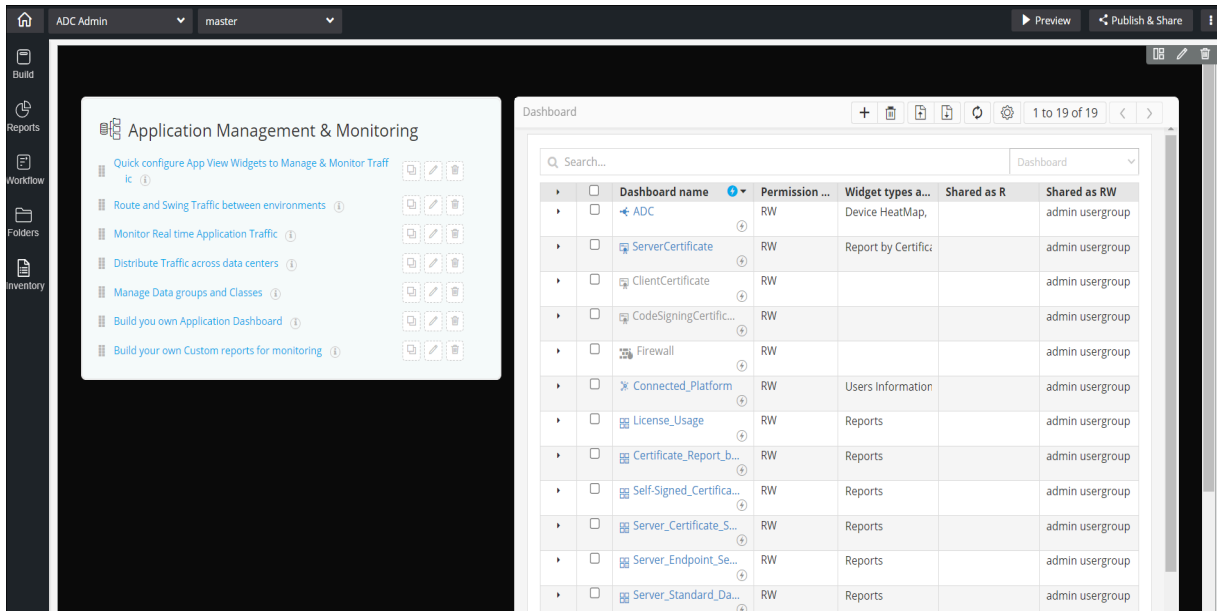 ADC Admin master Preview Publish & Share
Build
Reports
Workflow
Folders
Inventory
Application Management & Monitoring
Quick configure App View Widgets to Manage & Monitor Traff
ic
Route and Swing Traffic between environments
Monitor Real time Application Traffic
Distribute Traffic across data centers
Manage Data groups and Classes
Build you own Application Dashboard
Build your own Custom reports for monitoring
Dashboard 1 to 19 of 19
Search... Dashboard
Dashboard name Permission ... Widget types a... Shared as R Shared as RW
ADC RW Device HeatMap, admin usergroup
ServerCertificate RW Report by Certifica admin usergroup
ClientCertificate RW admin usergroup
CodeSigningCertific... RW admin usergroup
Firewall RW admin usergroup
Connected_Platform RW Users Information admin usergroup
License_Usage RW Reports admin usergroup
Certificate_Report_b... RW Reports admin usergroup
Self-Signed_Certifica... RW Reports admin usergroup
Server_Certificate_S... RW Reports admin usergroup
Server_Endpoint_Se... RW Reports admin usergroup
Server_Standard_Da... RW Reports admin usergroup